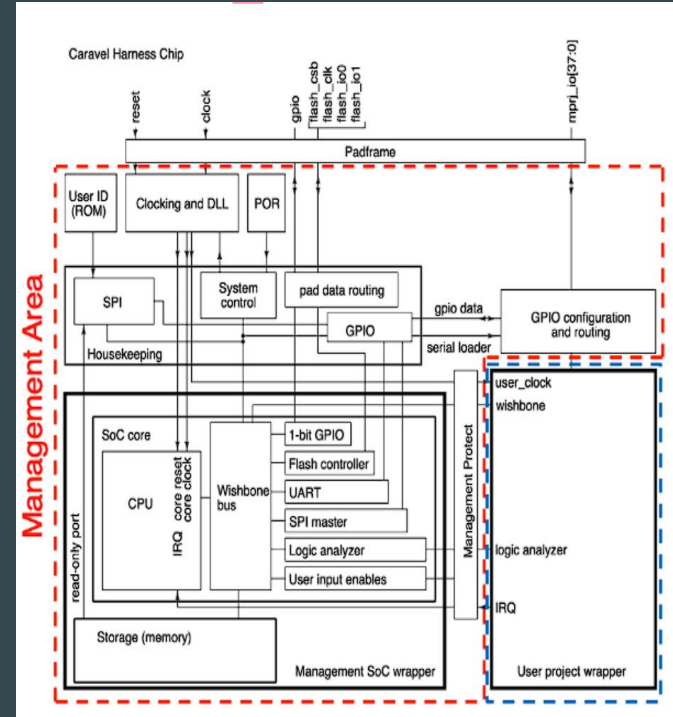 Caravel Harness Chip
reset
clock
gpio
flash_csb
flash_clk
flash_io0
flash_io1
mprj_io[37:0]
Padframe
User ID
(ROM)
Clocking and DLL
POR
SPI
System
control
pad data routing
GPIO
gpio data
serial loader
GPIO configuration
and routing
Housekeeping
Management Area
user_clock
wishbone
SoC core
CPU
IRQ
core reset
core clock
Wishbone
bus
1-bit GPIO
Flash controller
UART
SPI master
Logic analyzer
User input enables
Management Protect
logic analyzer
IRQ
read-only port
Storage (memory)
Management SoC wrapper
User project wrapper